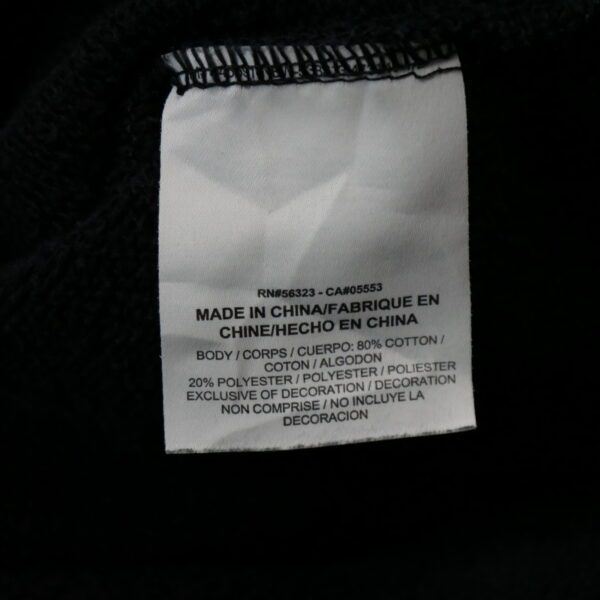 RN#56323 - CA#05553
MADE IN CHINA/FABRIQUE EN
CHINE/HECHO EN CHINA
BODY / CORPS / CUERPO: 80% COTTON /
COTON / ALGODON
20% POLYESTER / POLYESTER / POLIESTER
EXCLUSIVE OF DECORATION / DECORATION
NON COMPRISE / NO INCLUYE LA
DECORACION